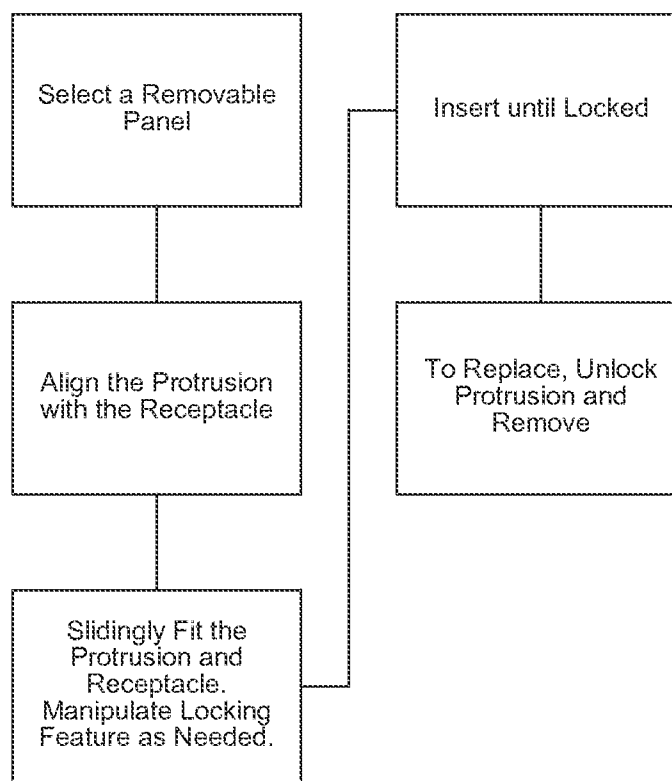 Select a Removable
Panel
Align the Protrusion
with the Receptacle
Slidingly Fit the
Protrusion and
Receptacle.
Manipulate Locking
Feature as Needed.
Insert until Locked
To Replace, Unlock
Protrusion and
Remove